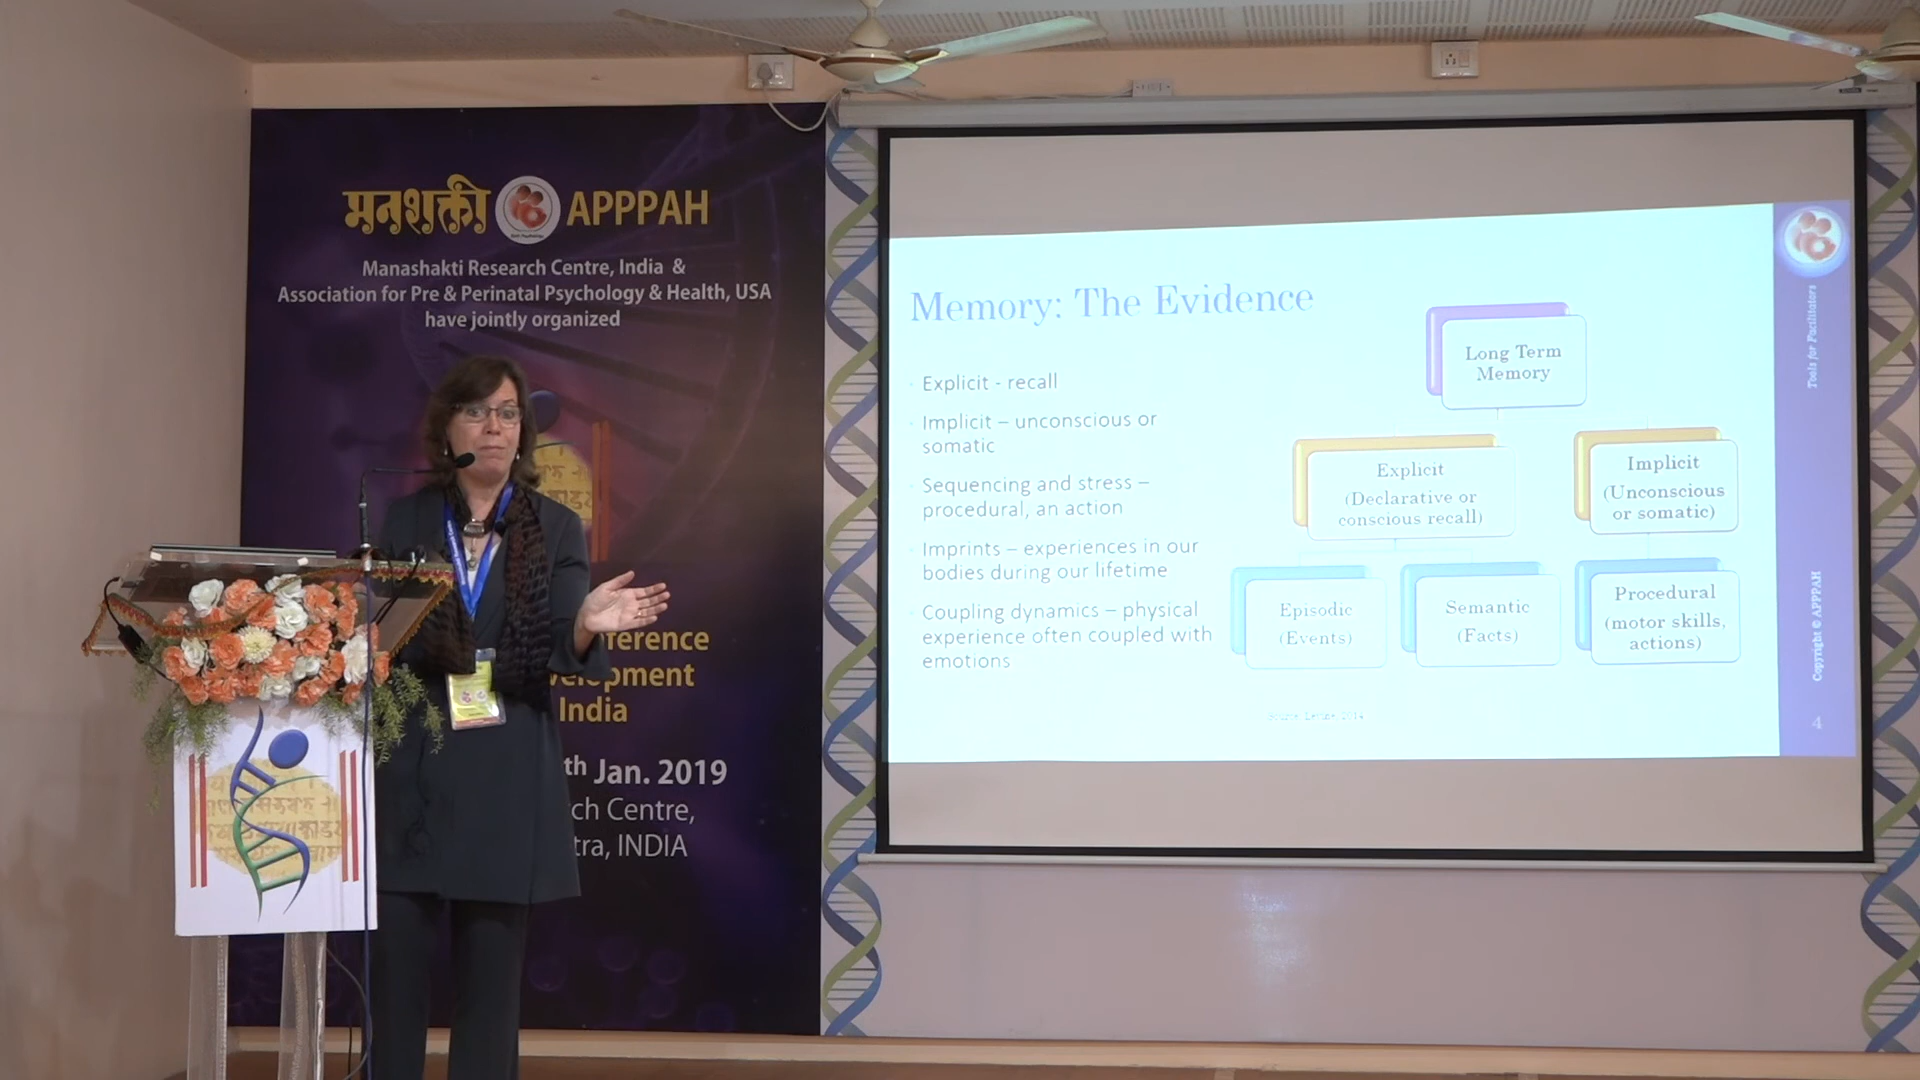 मनशक्ती APPPAH
Manashakti Research Centre, India &
Association for Pre & Perinatal Psychology & Health, USA
have jointly organized
ference
velopment
India
th Jan. 2019
rch Centre,
tra, INDIA
Memory: The Evidence
Explicit - recall
Implicit – unconscious or
somatic
Sequencing and stress –
procedural, an action
Imprints – experiences in our
bodies during our lifetime
Coupling dynamics – physical
experience often coupled with
emotions
Long Term
Memory
Explicit
(Declarative or
conscious recall)
Implicit
(Unconscious
or somatic)
Episodic
(Events)
Semantic
(Facts)
Procedural
(motor skills,
actions)
Tools for Facilitators
Copyright © APPPAH
4